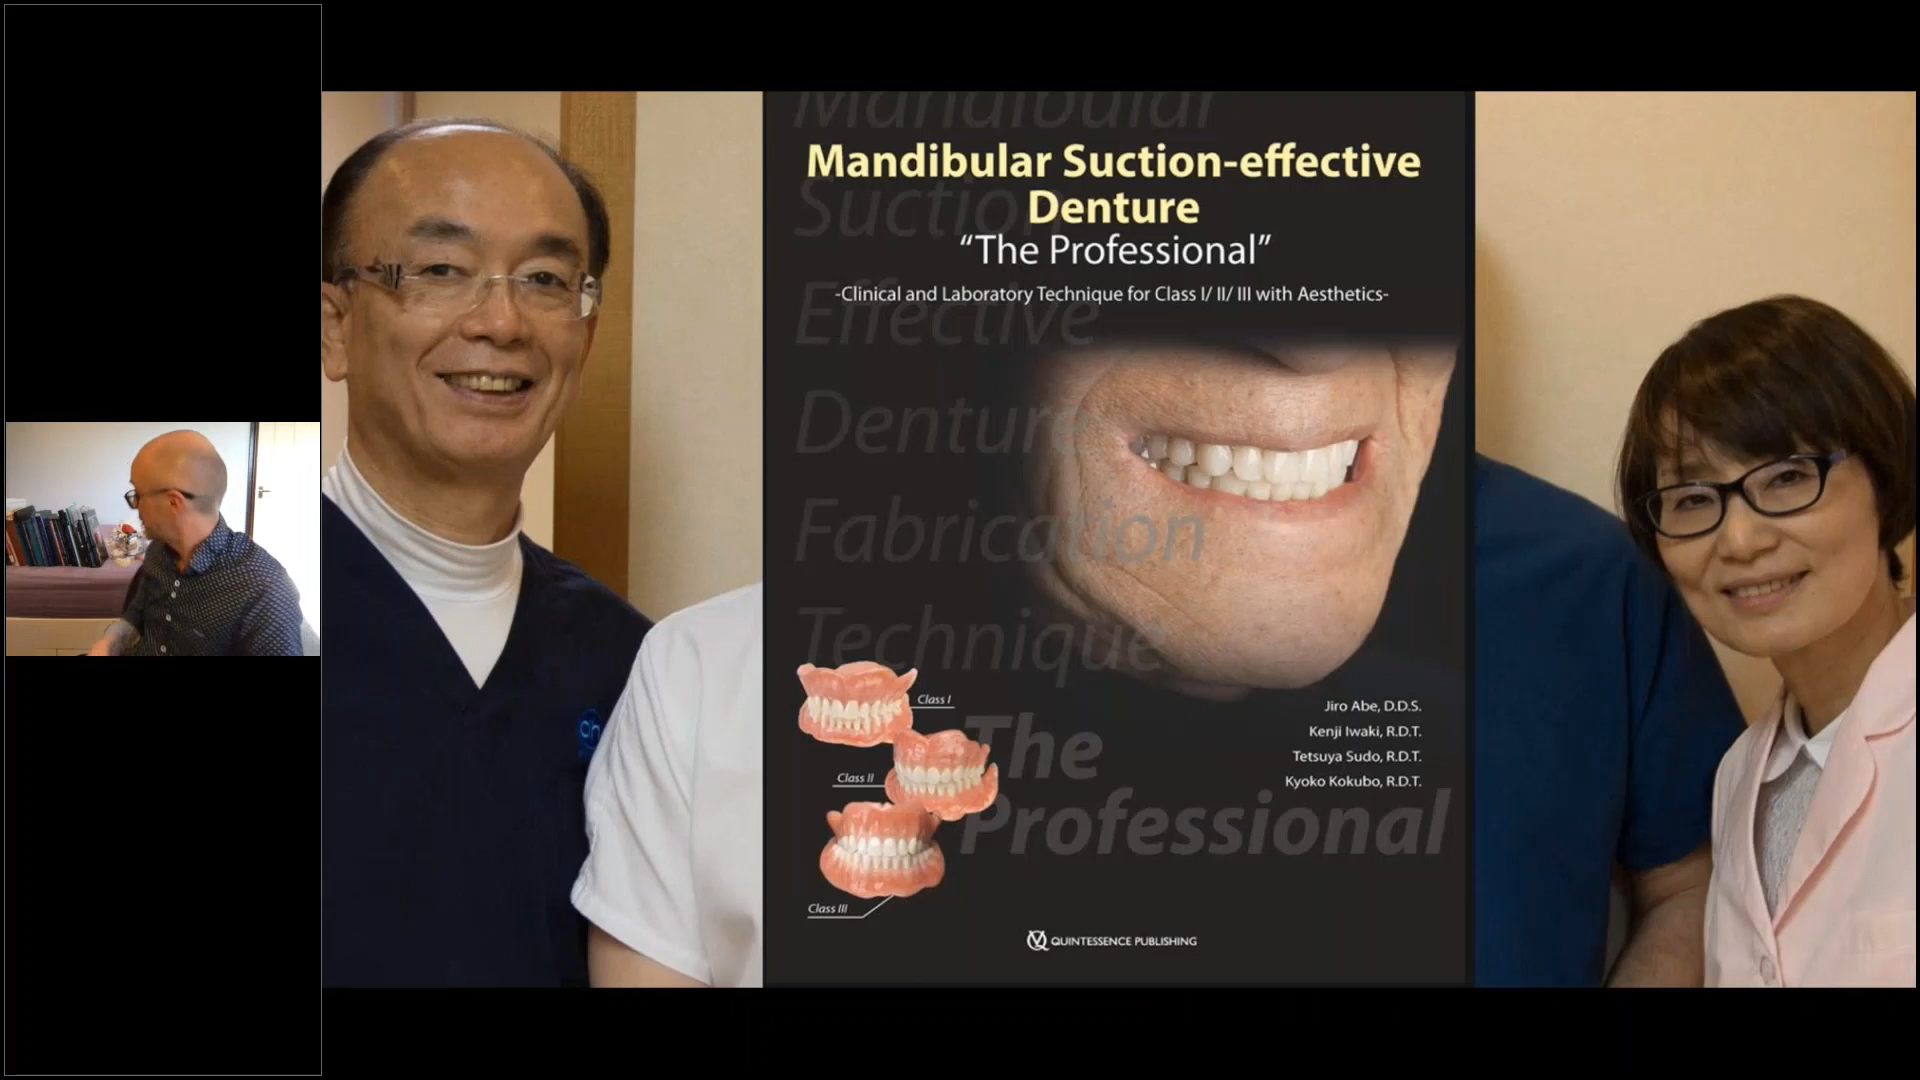 Mandibular
Mandibular Suction-effective
Denture
“The Professional”
-Clinical and Laboratory Technique for Class I/ II/ III with Aesthetics-
Suction
Effective
Denture
Fabrication
Technique
The
Professional
Class I
Class II
Class III
Jiro Abe, D.D.S.
Kenji Iwaki, R.D.T.
Tetsuya Sudo, R.D.T.
Kyoko Kokubo, R.D.T.
QUINTESSENCE PUBLISHING